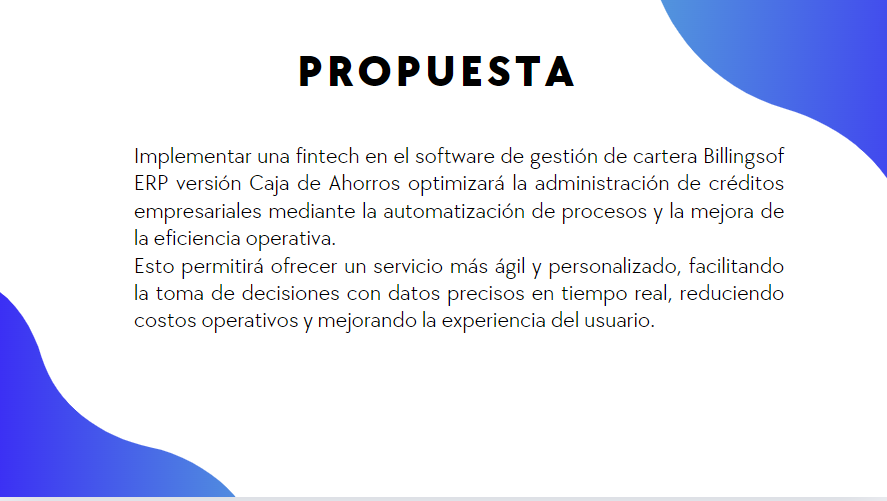 PROPUESTA
Implementar una fintech en el software de gestión de cartera Billingsof
ERP versión Caja de Ahorros optimizará la administración de créditos
empresariales mediante la automatización de procesos y la mejora de
la eficiencia operativa.
Esto permitirá ofrecer un servicio más ágil y personalizado, facilitando
la toma de decisiones con datos precisos en tiempo real, reduciendo
costos operativos y mejorando la experiencia del usuario.